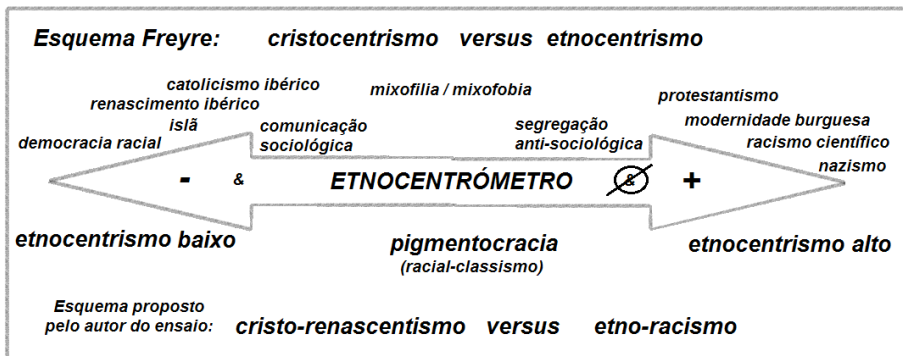 Esquema Freyre: cristocentrismo versus etnocentrismo
catolicismo ibérico
renascimento ibérico
islã
democracia racial
mixofilia / mixofobia
comunicação
sociológica
segregação
anti-sociológica
protestantismo
modernidade burguesa
racismo científico
nazismo
- & ETNOCENTRÓMETRO & +
etnocentrismo baixo
pigmentocracia
(racial-classismo)
etnocentrismo alto
Esquema proposto
pelo autor do ensaio: cristo-renascentismo versus etno-racismo